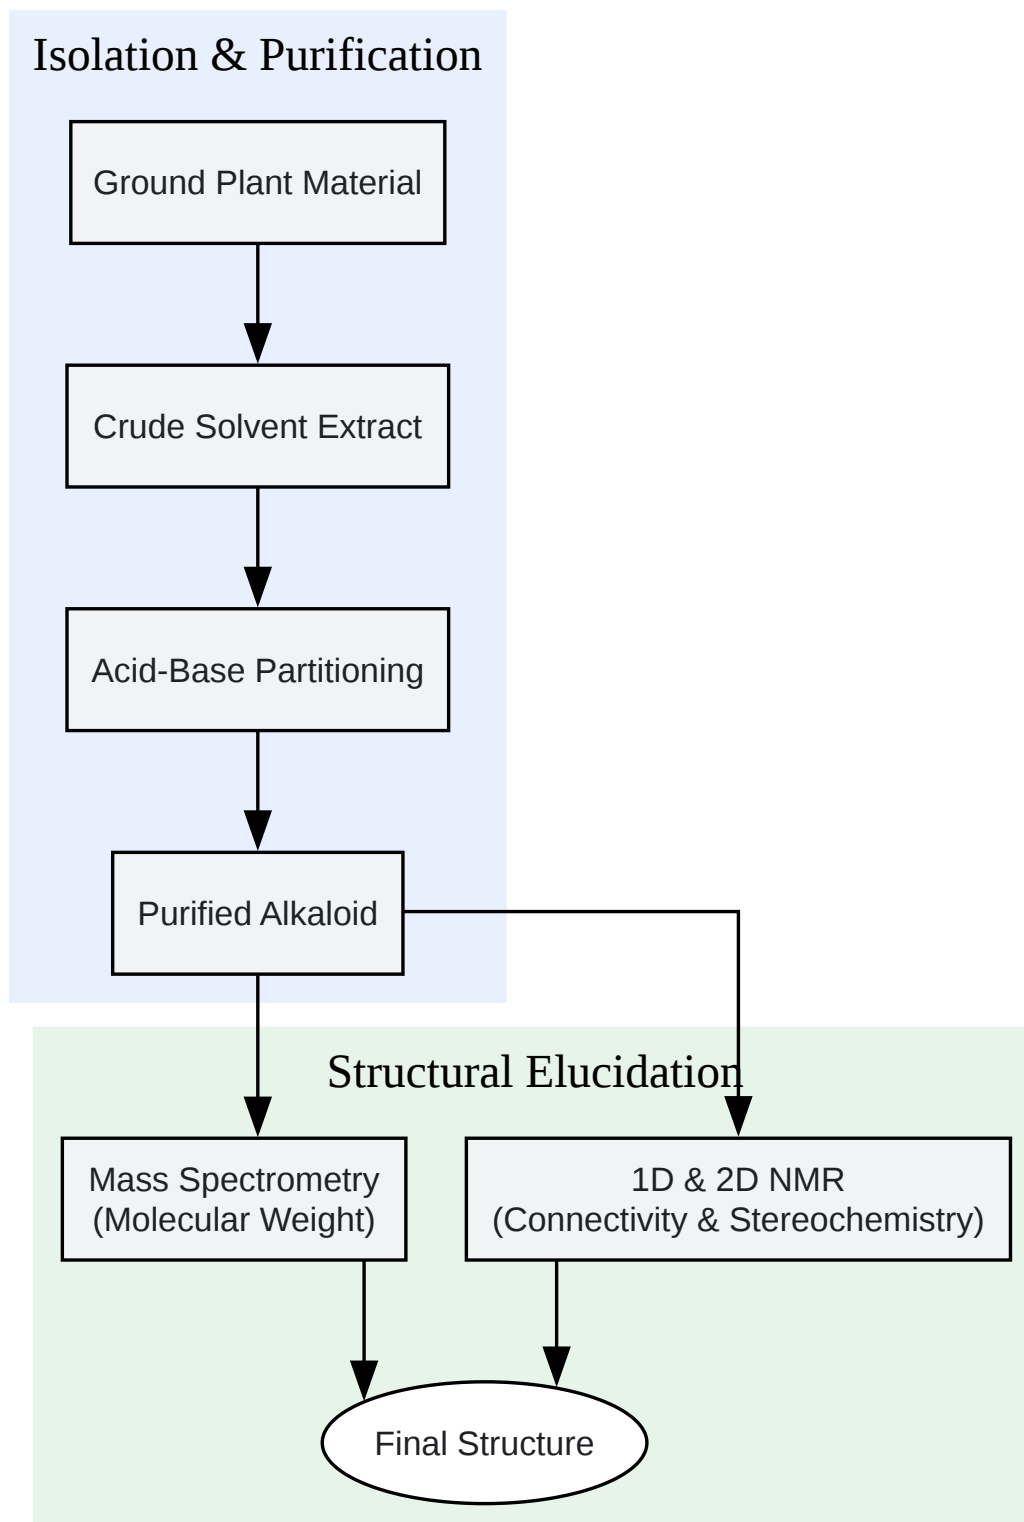 Isolation & Purification
Ground Plant Material
Crude Solvent Extract
Acid-Base Partitioning
Purified Alkaloid
Structural Elucidation
Mass Spectrometry
(Molecular Weight)
1D & 2D NMR
(Connectivity & Stereochemistry)
Final Structure